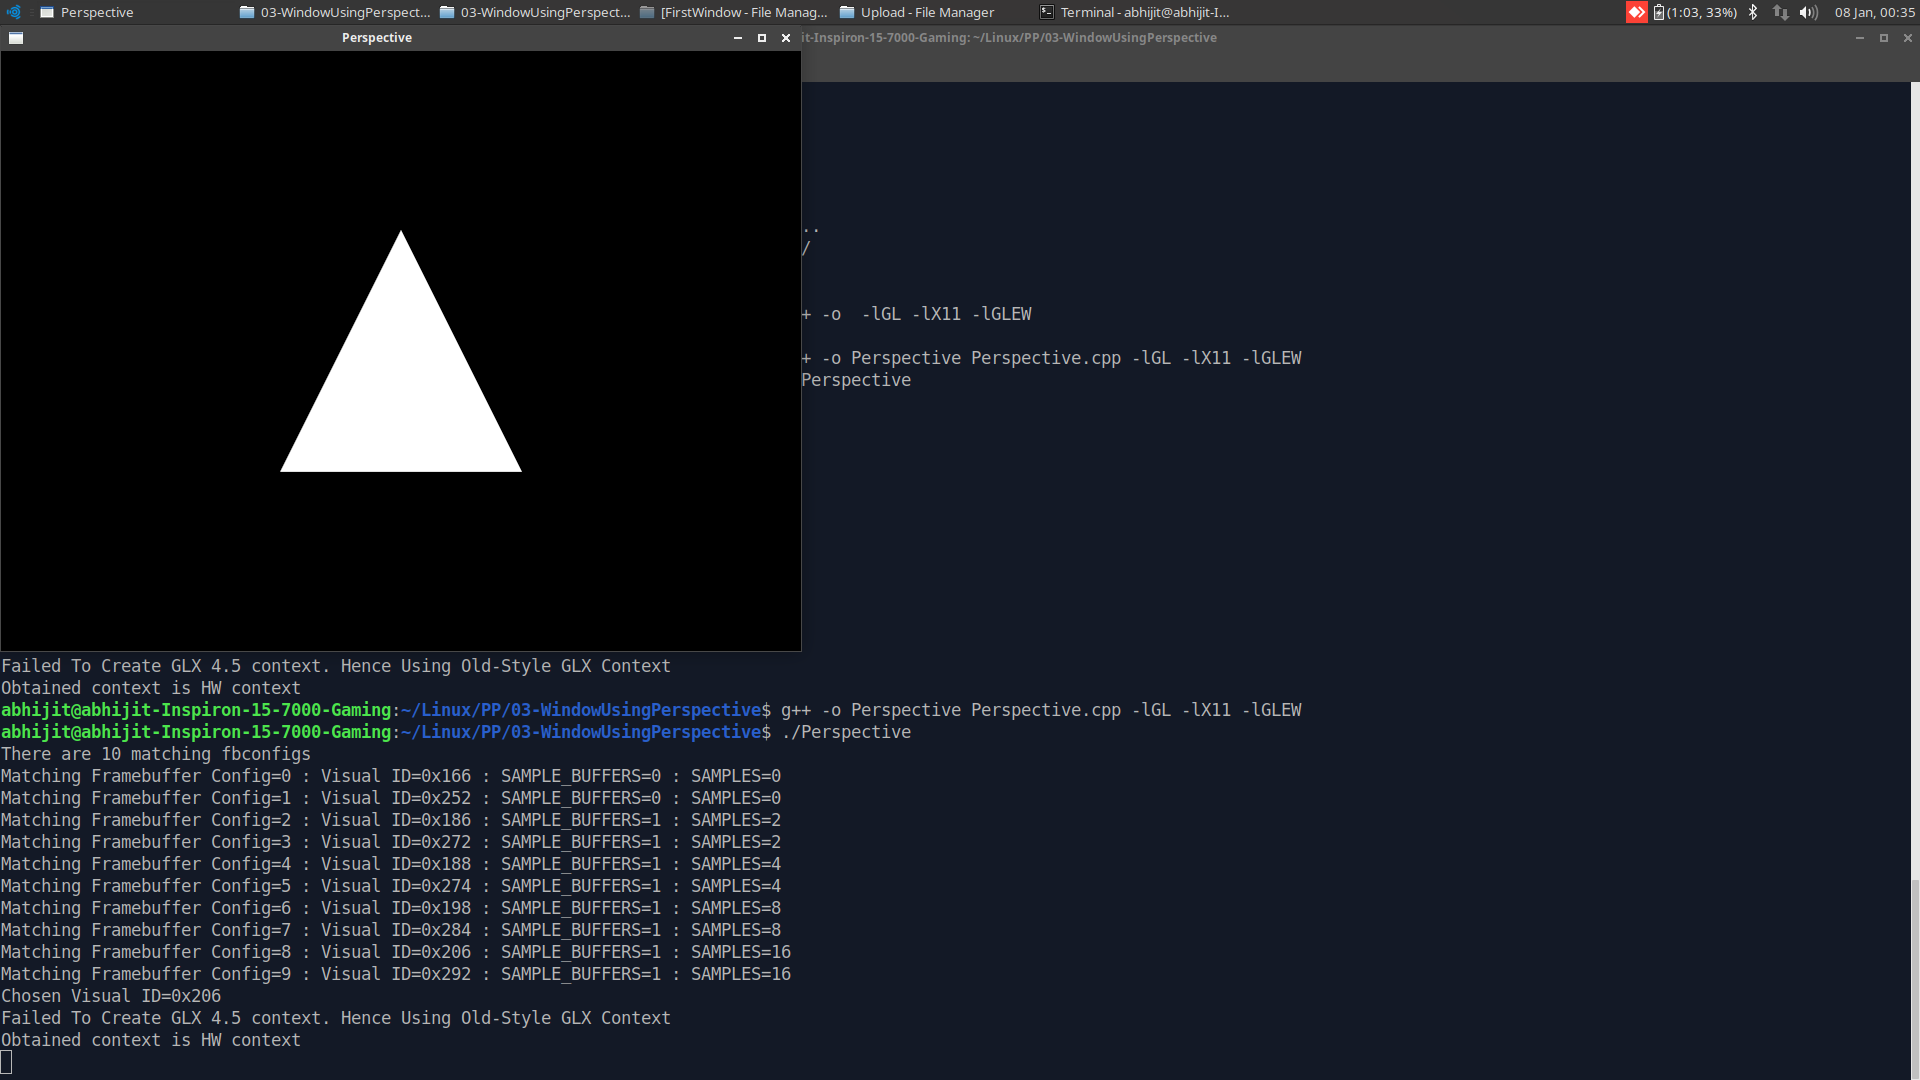 Perspective
03-WindowUsingPerspect...
03-WindowUsingPerspect...
[FirstWindow - File Manag...
Upload - File Manager
Terminal - abhijit@abhijit-I...
(1:03, 33%)
08 Jan, 00:35
Perspective
it-Inspiron-15-7000-Gaming: ~/Linux/PP/03-WindowUsingPerspective
..
/
+ -o  -lGL -lX11 -lGLEW
+ -o Perspective Perspective.cpp -lGL -lX11 -lGLEW
Perspective
Failed To Create GLX 4.5 context. Hence Using Old-Style GLX Context
Obtained context is HW context
abhijit@abhijit-Inspiron-15-7000-Gaming:~/Linux/PP/03-WindowUsingPerspective$ g++ -o Perspective Perspective.cpp -lGL -lX11 -lGLEW
abhijit@abhijit-Inspiron-15-7000-Gaming:~/Linux/PP/03-WindowUsingPerspective$ ./Perspective
There are 10 matching fbconfigs
Matching Framebuffer Config=0 : Visual ID=0x166 : SAMPLE_BUFFERS=0 : SAMPLES=0
Matching Framebuffer Config=1 : Visual ID=0x252 : SAMPLE_BUFFERS=0 : SAMPLES=0
Matching Framebuffer Config=2 : Visual ID=0x186 : SAMPLE_BUFFERS=1 : SAMPLES=2
Matching Framebuffer Config=3 : Visual ID=0x272 : SAMPLE_BUFFERS=1 : SAMPLES=2
Matching Framebuffer Config=4 : Visual ID=0x188 : SAMPLE_BUFFERS=1 : SAMPLES=4
Matching Framebuffer Config=5 : Visual ID=0x274 : SAMPLE_BUFFERS=1 : SAMPLES=4
Matching Framebuffer Config=6 : Visual ID=0x198 : SAMPLE_BUFFERS=1 : SAMPLES=8
Matching Framebuffer Config=7 : Visual ID=0x284 : SAMPLE_BUFFERS=1 : SAMPLES=8
Matching Framebuffer Config=8 : Visual ID=0x206 : SAMPLE_BUFFERS=1 : SAMPLES=16
Matching Framebuffer Config=9 : Visual ID=0x292 : SAMPLE_BUFFERS=1 : SAMPLES=16
Chosen Visual ID=0x206
Failed To Create GLX 4.5 context. Hence Using Old-Style GLX Context
Obtained context is HW context